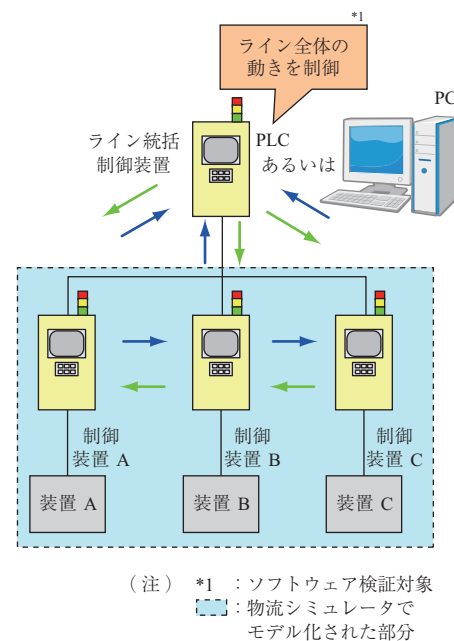 *1
ライン全体の
動きを制御
PC
ライン統括
制御装置
PLC
あるいは
制御
装置 A
制御
装置 B
制御
装置 C
装置 A
装置 B
装置 C
(注) *1 :ソフトウェア検証対象
:物流シミュレータで
モデル化された部分